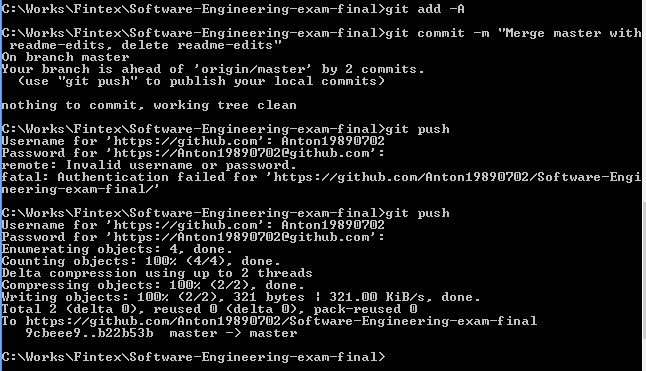 C:\Works\Fintex\Software-Engineering-exam-final>git add -A
C:\Works\Fintex\Software-Engineering-exam-final>git commit -m "Merge master with
 readme-edits, delete readme-edits"
On branch master
Your branch is ahead of 'origin/master' by 2 commits.
  (use "git push" to publish your local commits)
nothing to commit, working tree clean
C:\Works\Fintex\Software-Engineering-exam-final>git push
Username for 'https://github.com': Anton19890702
Password for 'https://Anton19890702@github.com':
remote: Invalid username or password.
fatal: Authentication failed for 'https://github.com/Anton19890702/Software-Engi
neering-exam-final/'
C:\Works\Fintex\Software-Engineering-exam-final>git push
Username for 'https://github.com': Anton19890702
Password for 'https://Anton19890702@github.com':
Enumerating objects: 4, done.
Counting objects: 100% (4/4), done.
Delta compression using up to 2 threads
Compressing objects: 100% (2/2), done.
Writing objects: 100% (2/2), 321 bytes | 321.00 KiB/s, done.
Total 2 (delta 0), reused 0 (delta 0), pack-reused 0
To https://github.com/Anton19890702/Software-Engineering-exam-final
   9cbeee9..b22b53b  master -> master
C:\Works\Fintex\Software-Engineering-exam-final>